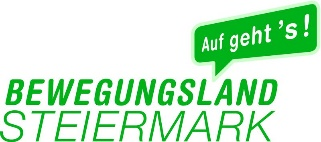 Auf geht 's!
BEWEGUNGSLAND
STEIERMARK